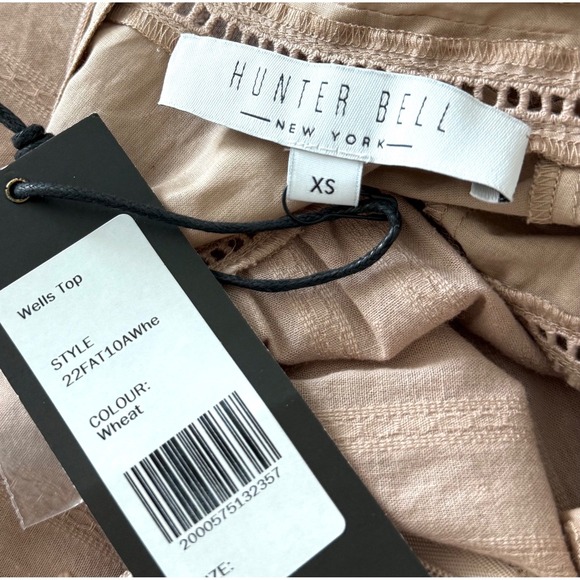 HUNTER BELL
NEW YORK
XS
Wells Top
STYLE
22FAT10AWhe
COLOUR:
Wheat
2000575132357